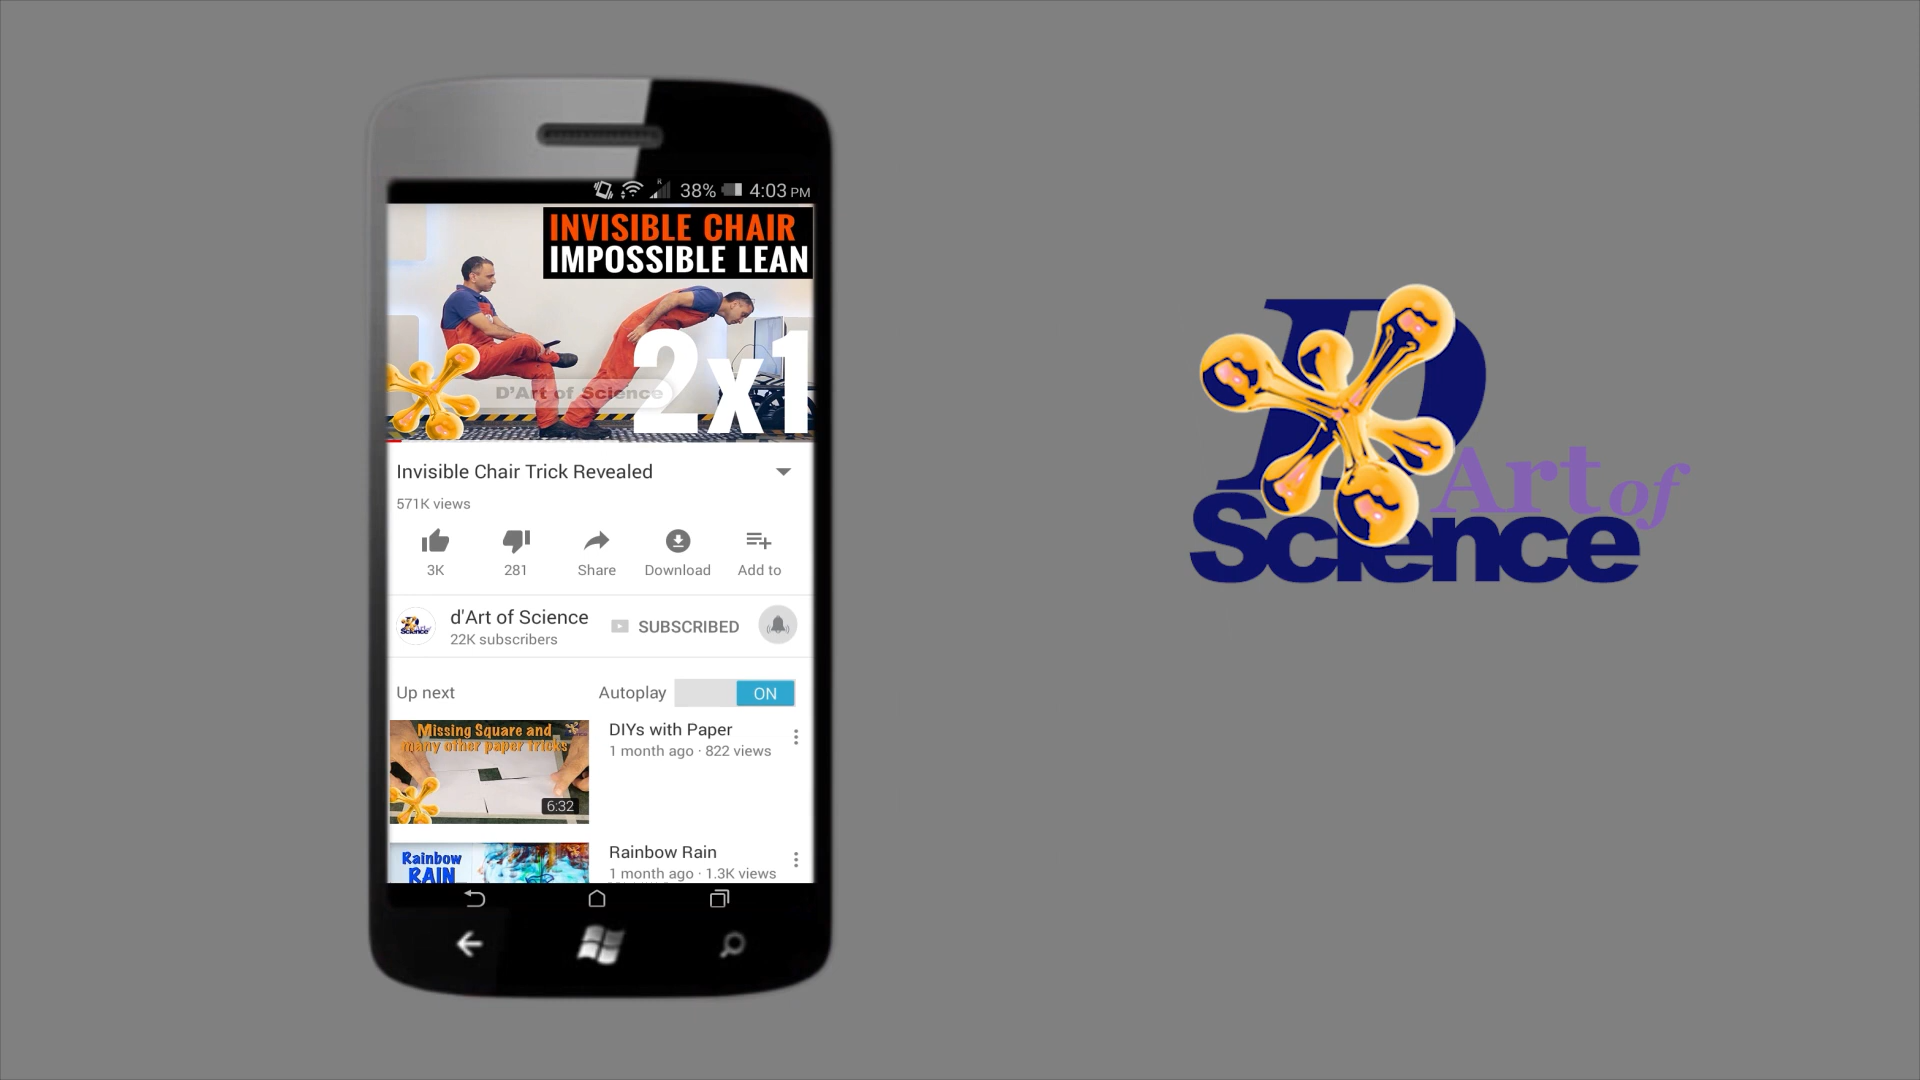 38% 4:03 PM
INVISIBLE CHAIR
IMPOSSIBLE LEAN
2x1
D'Art of Science
Invisible Chair Trick Revealed
571K views
3K 281 Share Download Add to
d'Art of Science
22K subscribers
SUBSCRIBED
Up next Autoplay ON
Missing Square and
many other paper tricks
6:32
DIYs with Paper
1 month ago · 822 views
Rainbow
RAIN
Rainbow Rain
1 month ago · 1.3K views
D
Art of
Science